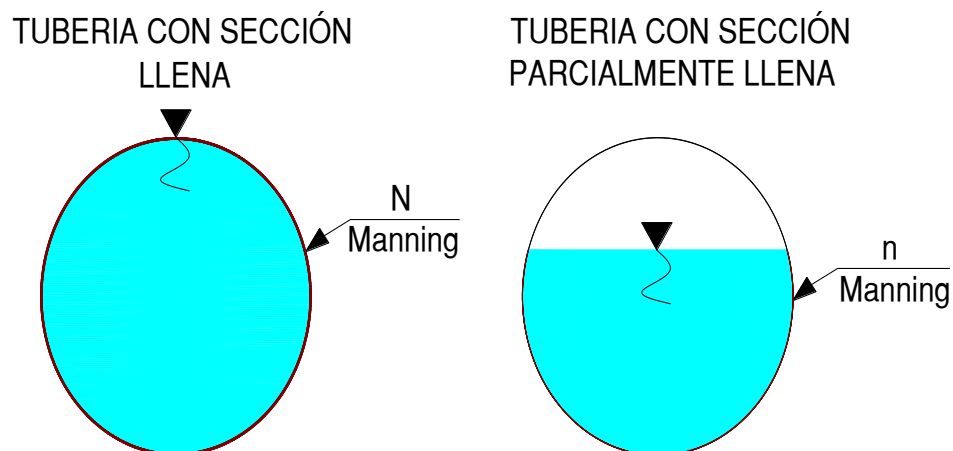 TUBERIA CON SECCIÓN
LLENA
TUBERIA CON SECCIÓN
PARCIALMENTE LLENA
N
Manning
n
Manning